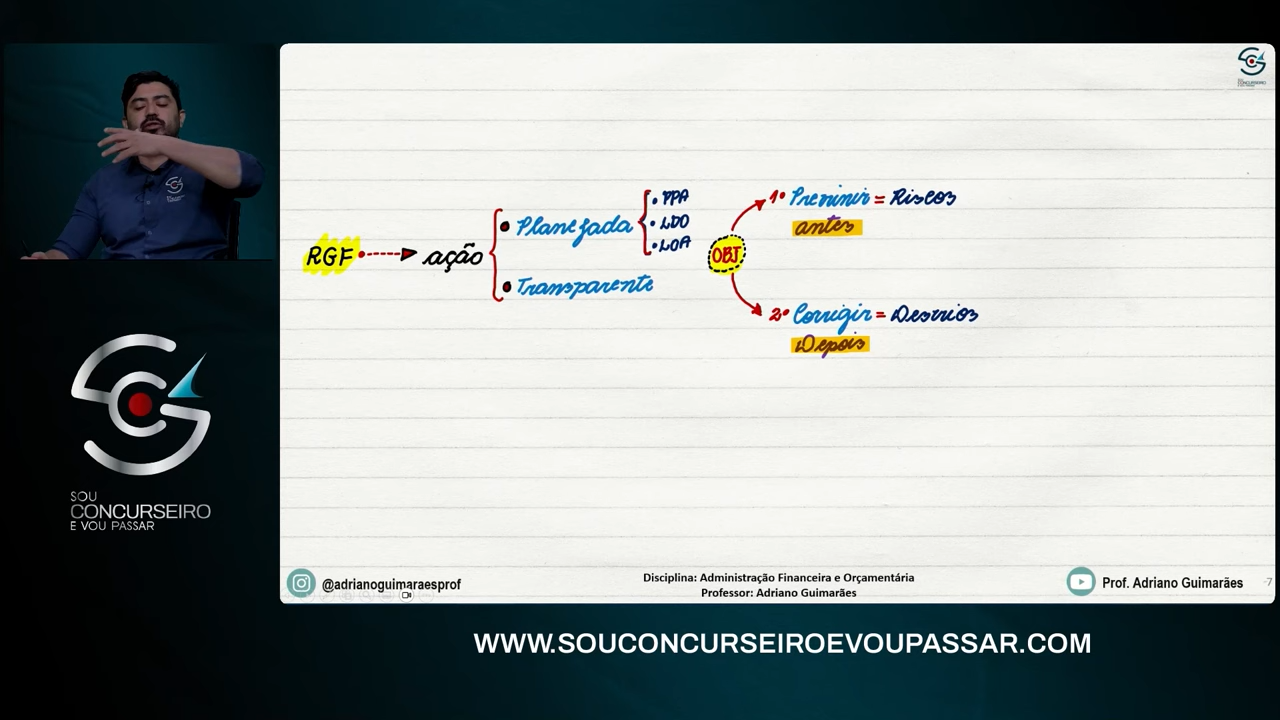 SOU
CONCURSEIRO
E VOU PASSAR
RGF
ação
• Planejada
• PPA
• LDO
• LOA
• Transparente
OBJ
1º Prevenir = Riscos
antes
2º Corrigir = Desvios
Depois
@adrianoguimaraesprof
Disciplina: Administração Financeira e Orçamentária
Professor: Adriano Guimarães
Prof. Adriano Guimarães
7
WWW.SOUCONCURSEIROEVOUPASSAR.COM